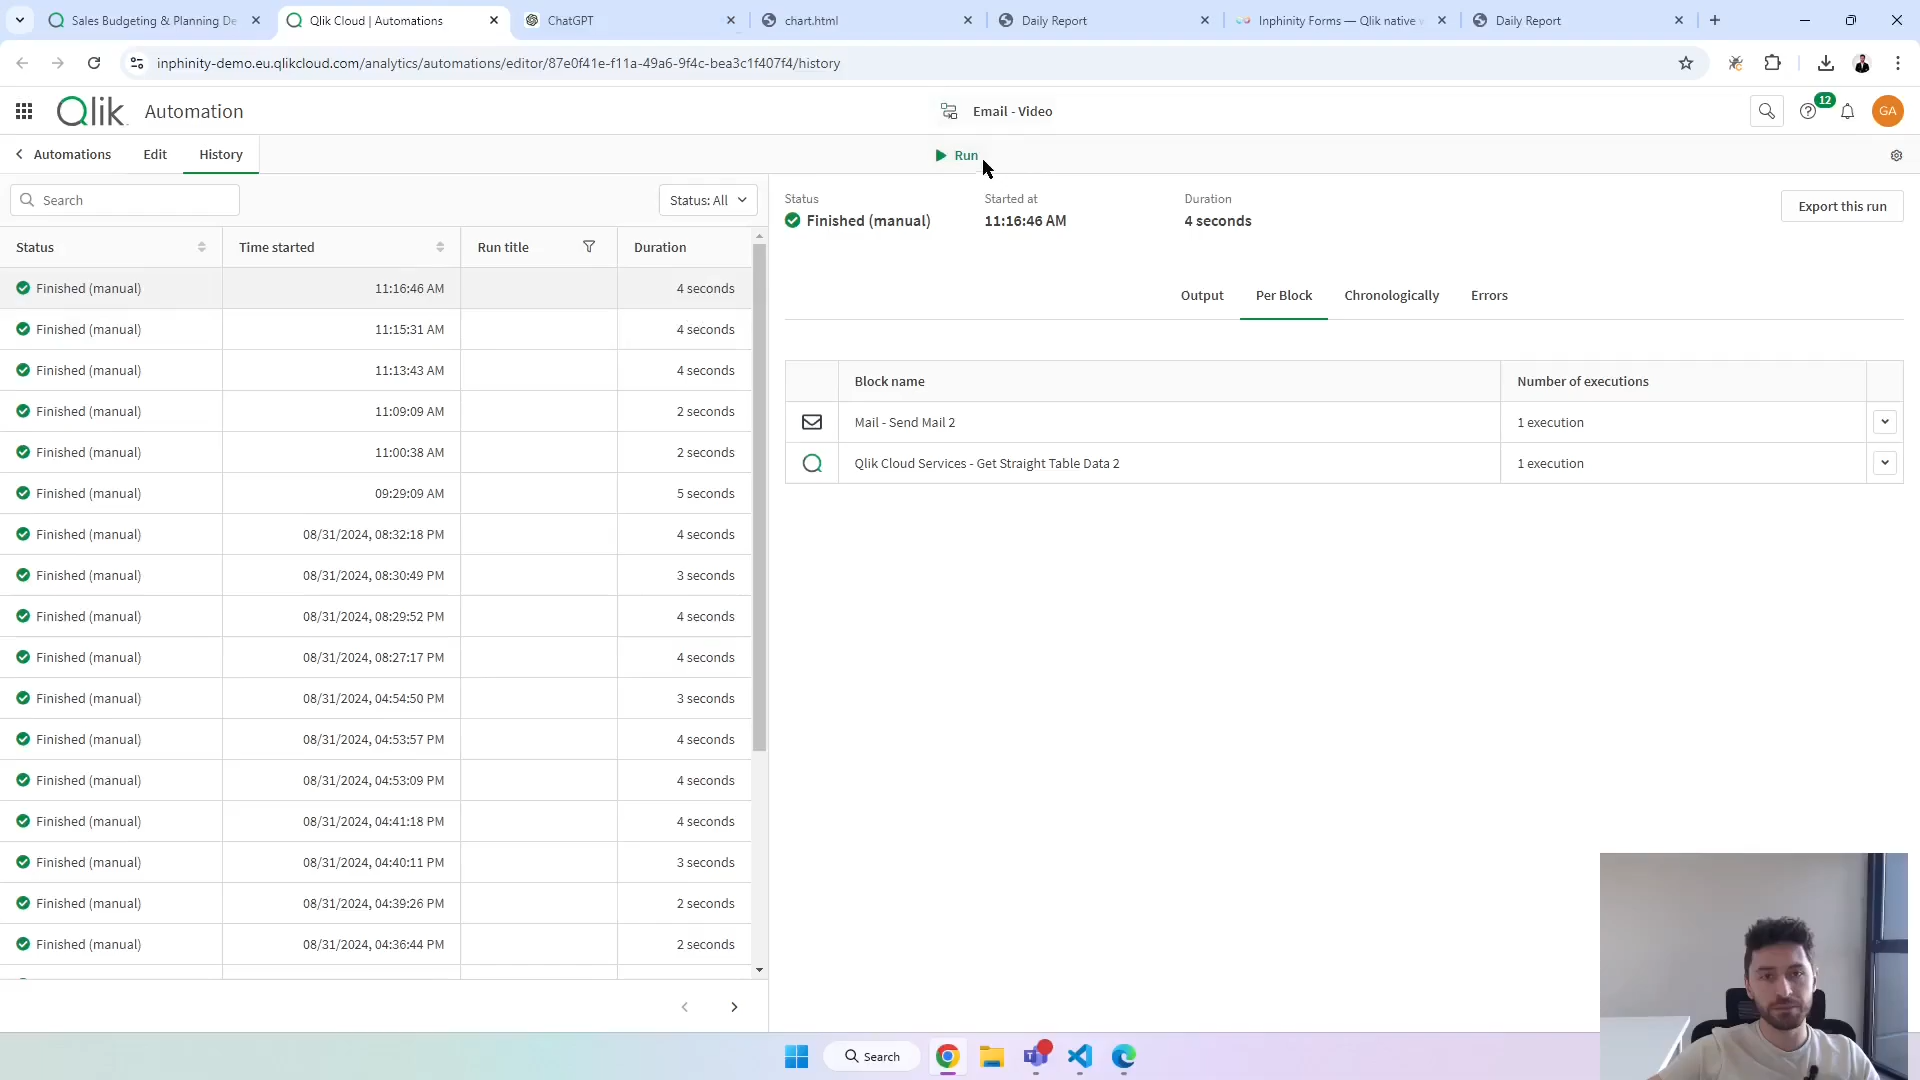 Sales Budgeting & Planning De
Qlik Cloud | Automations
ChatGPT
chart.html
Daily Report
Inphinity Forms — Qlik native
Daily Report
inphinity-demo.eu.qlikcloud.com/analytics/automations/editor/87e0f41e-f11a-49a6-9f4c-bea3c1f407f4/history
Qlik Automation
Email - Video
12
GA
Automations
Edit
History
Run
Search
Status: All
Status
Time started
Run title
Duration
Finished (manual) 11:16:46 AM 4 seconds
Finished (manual) 11:15:31 AM 4 seconds
Finished (manual) 11:13:43 AM 4 seconds
Finished (manual) 11:09:09 AM 2 seconds
Finished (manual) 11:00:38 AM 2 seconds
Finished (manual) 09:29:09 AM 5 seconds
Finished (manual) 08/31/2024, 08:32:18 PM 4 seconds
Finished (manual) 08/31/2024, 08:30:49 PM 3 seconds
Finished (manual) 08/31/2024, 08:29:52 PM 4 seconds
Finished (manual) 08/31/2024, 08:27:17 PM 4 seconds
Finished (manual) 08/31/2024, 04:54:50 PM 3 seconds
Finished (manual) 08/31/2024, 04:53:57 PM 4 seconds
Finished (manual) 08/31/2024, 04:53:09 PM 4 seconds
Finished (manual) 08/31/2024, 04:41:18 PM 4 seconds
Finished (manual) 08/31/2024, 04:40:11 PM 3 seconds
Finished (manual) 08/31/2024, 04:39:26 PM 2 seconds
Finished (manual) 08/31/2024, 04:36:44 PM 2 seconds
Status
Finished (manual)
Started at
11:16:46 AM
Duration
4 seconds
Export this run
Output
Per Block
Chronologically
Errors
Block name
Number of executions
Mail - Send Mail 2
1 execution
Qlik Cloud Services - Get Straight Table Data 2
1 execution
Search